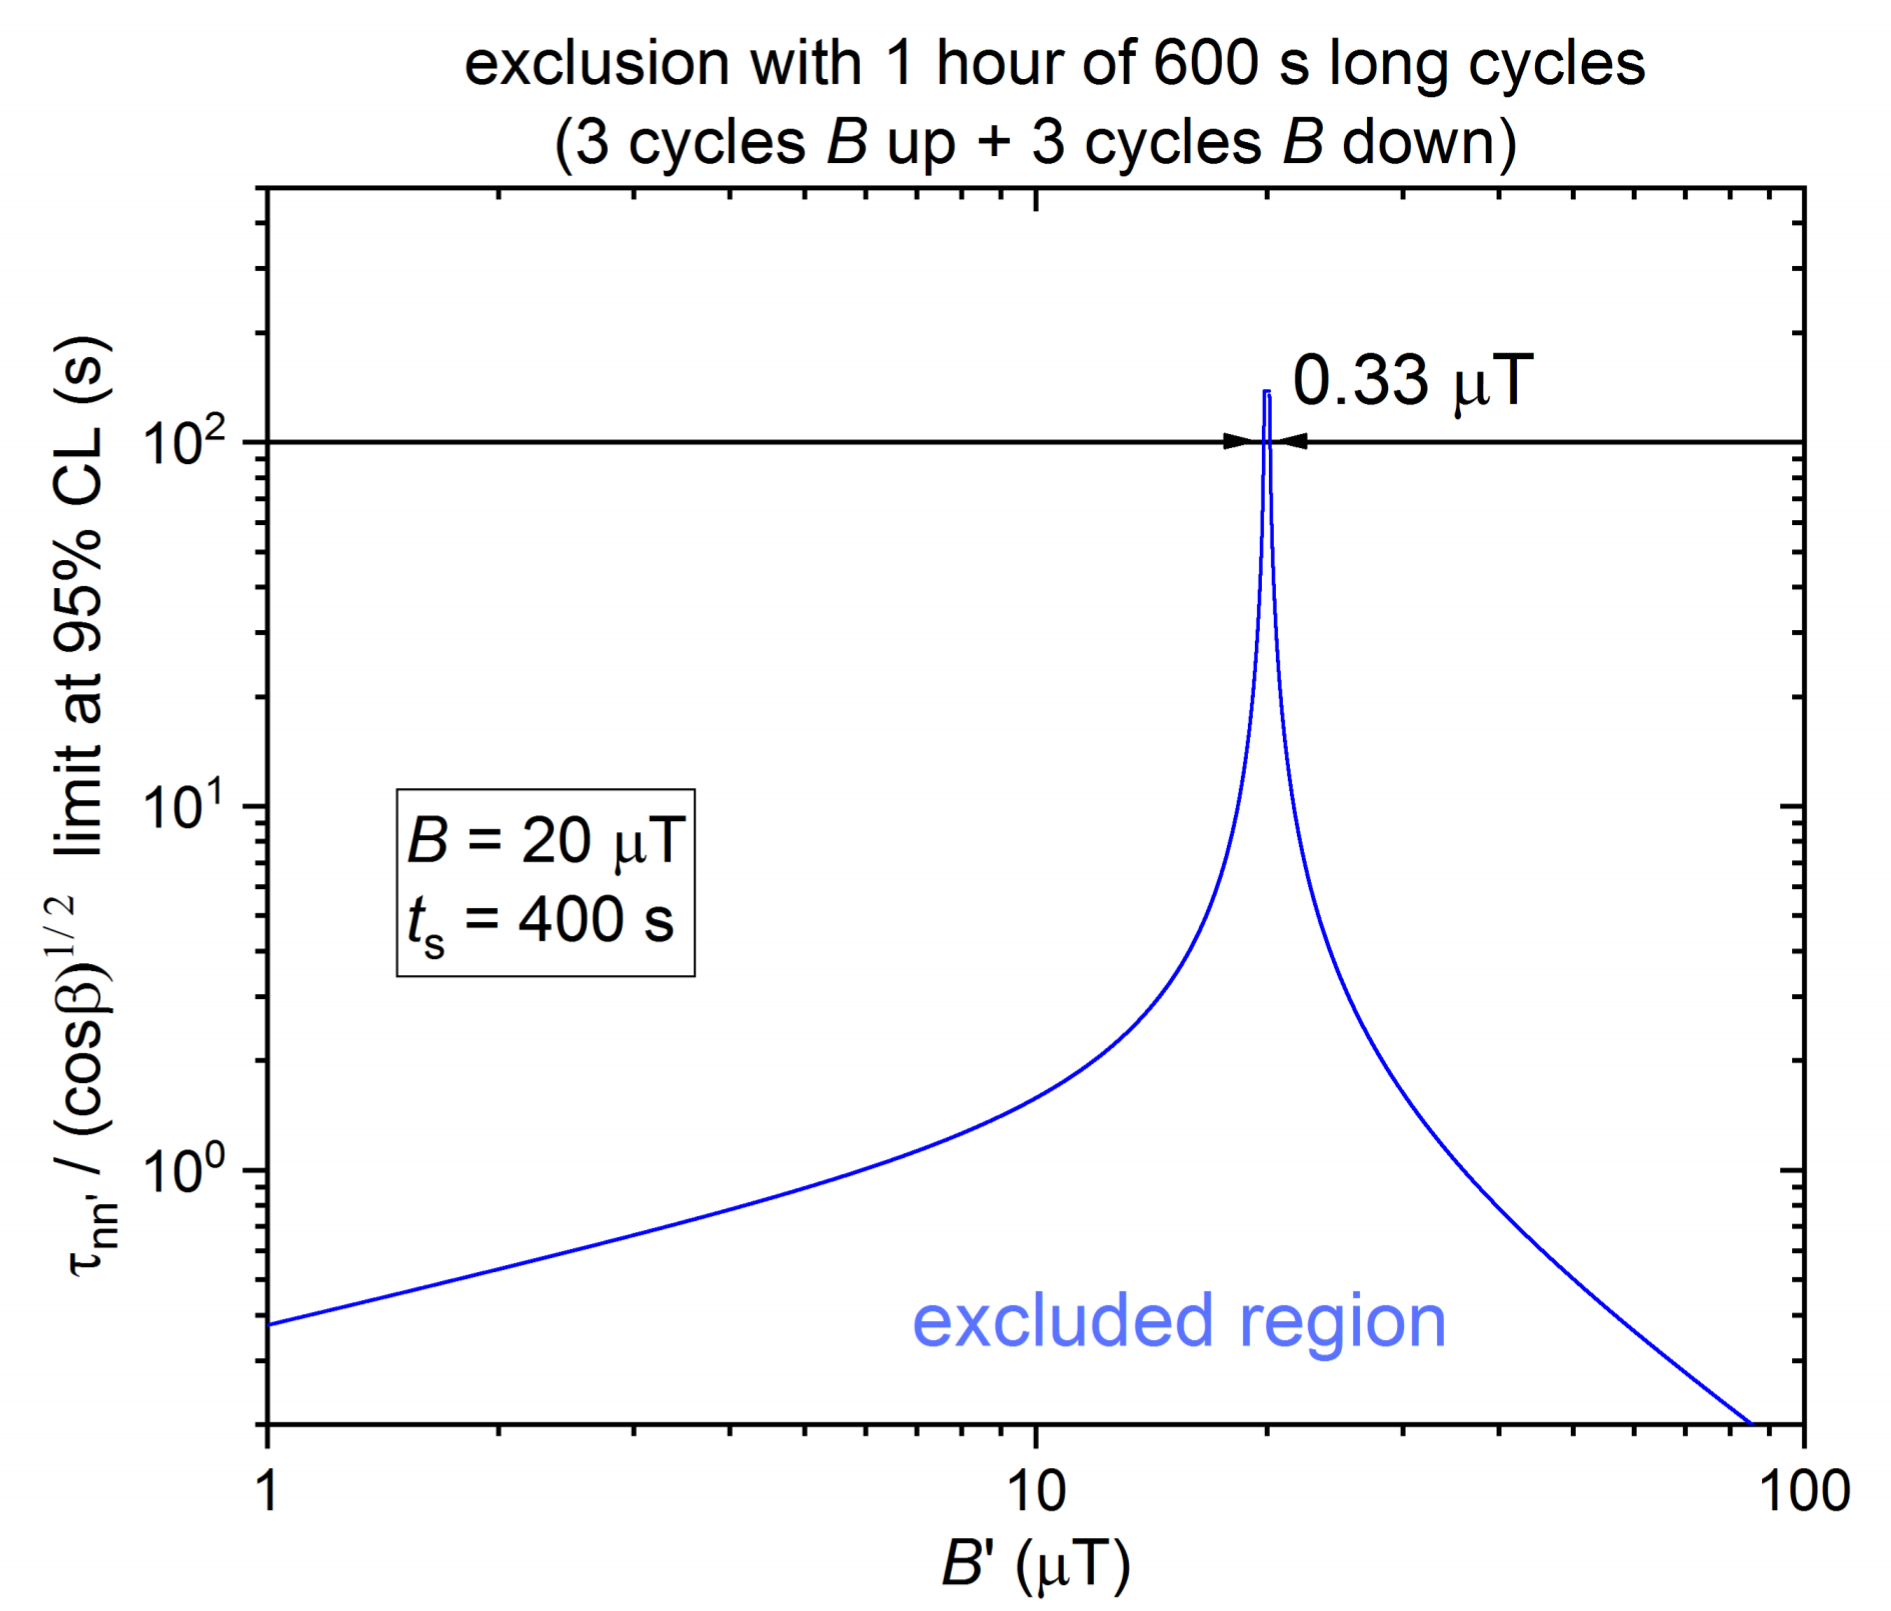 exclusion with 1 hour of 600 s long cycles
(3 cycles B up + 3 cycles B down)
τnn' / (cosβ)1/2 limit at 95% CL (s)
0.33 μT
10²
10¹
10⁰
B = 20 μT
ts = 400 s
excluded region
1
10
100
B' (μT)